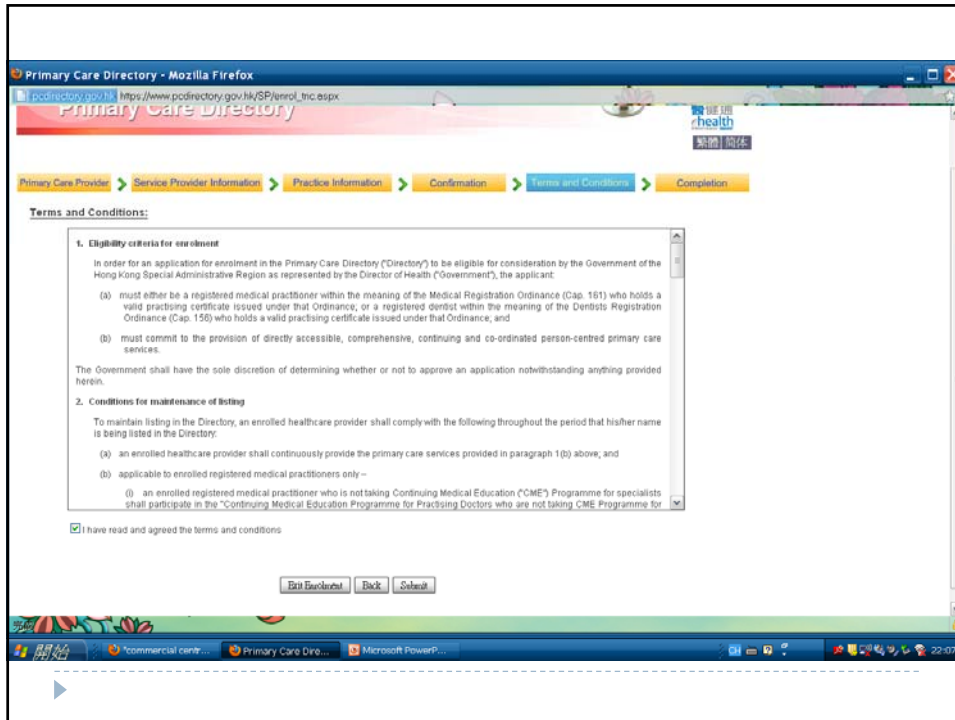 Primary Care Directory - Mozilla Firefox
pcdirectory.gov.hk https://www.pcdirectory.gov.hk/SP/enrol_tnc.aspx
Primary Care Directory
醫健通
ehealth
繁體 简体
Primary Care Provider Service Provider Information Practice Information Confirmation Terms and Conditions Completion
Terms and Conditions:
1. Eligibility criteria for enrolment
In order for an application for enrolment in the Primary Care Directory ("Directory") to be eligible for consideration by the Government of the
Hong Kong Special Administrative Region as represented by the Director of Health ("Government"), the applicant:
(a) must either be a registered medical practitioner within the meaning of the Medical Registration Ordinance (Cap. 161) who holds a
valid practising certificate issued under that Ordinance; or a registered dentist within the meaning of the Dentists Registration
Ordinance (Cap. 156) who holds a valid practising certificate issued under that Ordinance; and
(b) must commit to the provision of directly accessible, comprehensive, continuing and co-ordinated person-centred primary care
services.
The Government shall have the sole discretion of determining whether or not to approve an application notwithstanding anything provided
herein.
2. Conditions for maintenance of listing
To maintain listing in the Directory, an enrolled healthcare provider shall comply with the following throughout the period that his/her name
is being listed in the Directory:
(a) an enrolled healthcare provider shall continuously provide the primary care services provided in paragraph 1(b) above; and
(b) applicable to enrolled registered medical practitioners only –
(i) an enrolled registered medical practitioner who is not taking Continuing Medical Education ("CME") Programme for specialists
shall participate in the "Continuing Medical Education Programme for Practising Doctors who are not taking CME Programme for
I have read and agreed the terms and conditions
Exit Enrolment Back Submit
完成
開始 *commercial centr... Primary Care Dire... Microsoft PowerP... CH 22:07